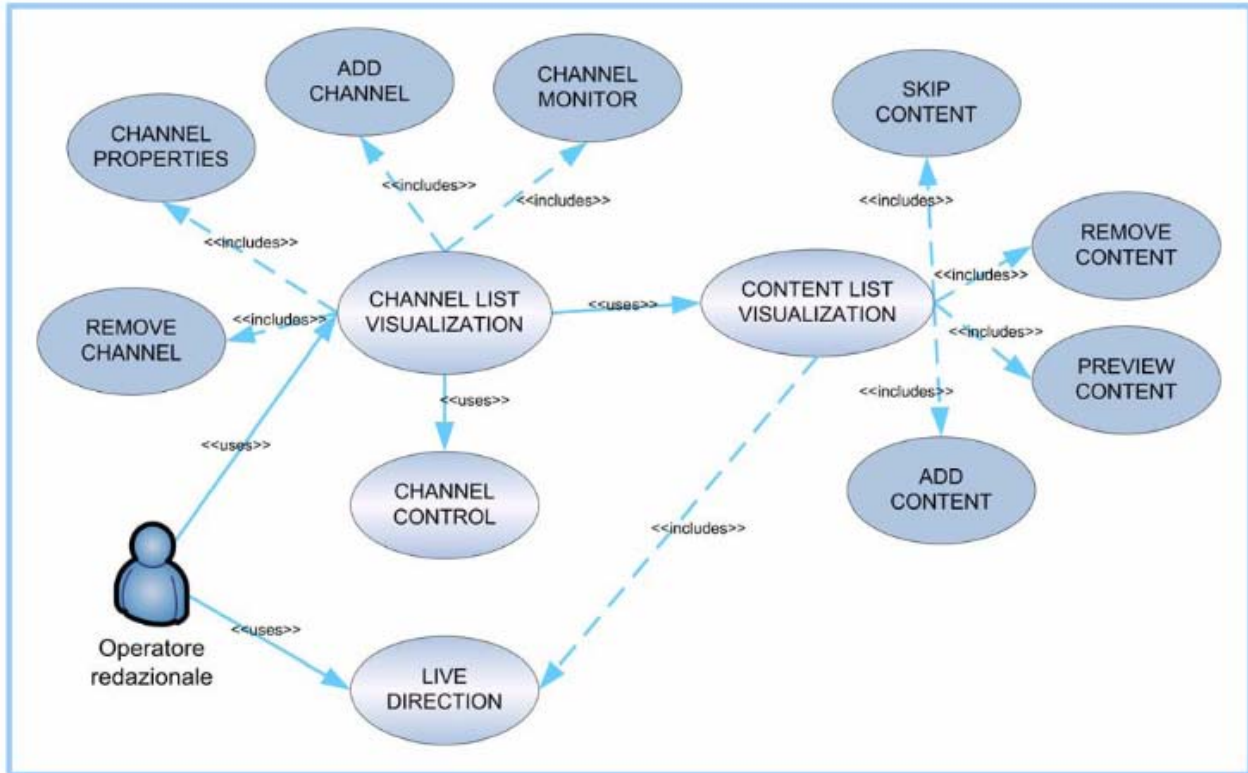 ADD
CHANNEL
CHANNEL
MONITOR
SKIP
CONTENT
CHANNEL
PROPERTIES
<<includes>>
<<includes>>
<<includes>>
<<includes>>
REMOVE
CONTENT
<<includes>>
<<includes>>
CHANNEL LIST
VISUALIZATION
<<uses>>
CONTENT LIST
VISUALIZATION
REMOVE
CHANNEL
<<includes>>
<<includes>>
PREVIEW
CONTENT
<<includes>>
<<uses>>
<<uses>>
CHANNEL
CONTROL
ADD
CONTENT
<<includes>>
<<uses>>
Operatore
redazionale
LIVE
DIRECTION